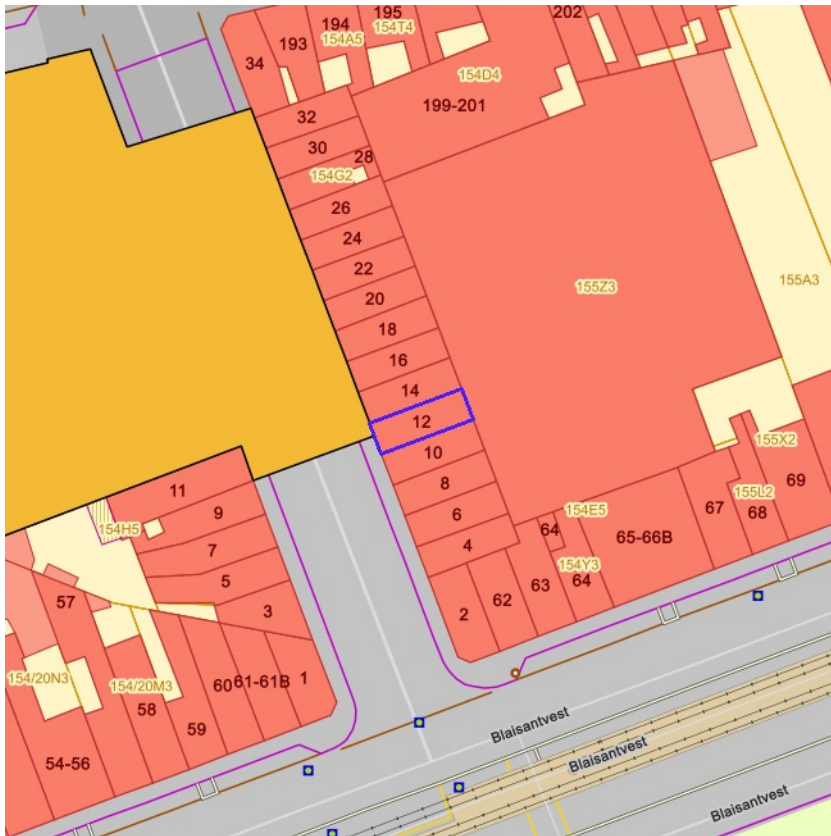 195
194
202
154T4
193
154A5
34
154D4
199-201
32
30
28
154G2
26
24
22
155A3
20
155Z3
18
16
14
12
155X2
10
69
8
155L2
11
9
154E5
68
67
6
64
154H5
65-66B
4
7
154Y3
64
5
63
62
2
57
3
1
154/20N3
154/20M3
60
61-61B
58
59
54-56
Blaisantvest
Blaisantvest
Blaisantvest